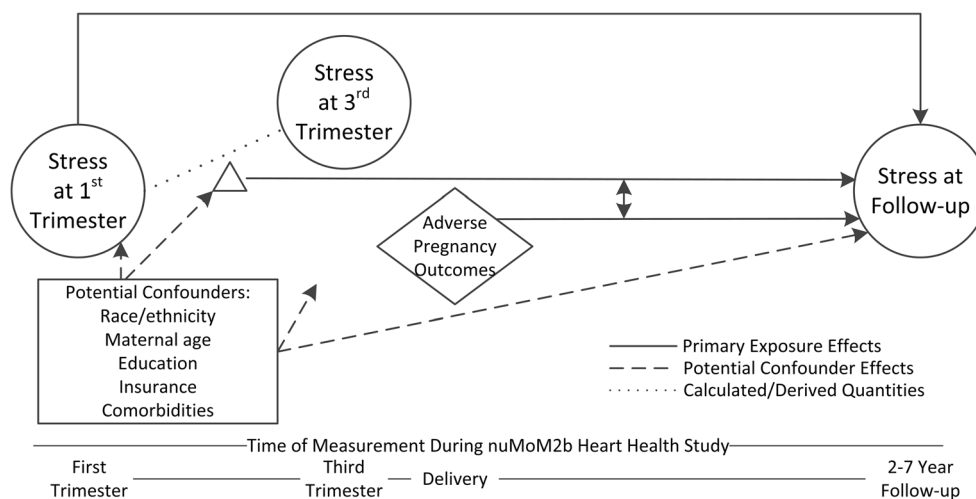 Stress
at 1st
Trimester
Stress
at 3rd
Trimester
Stress at
Follow-up
Adverse
Pregnancy
Outcomes
Potential Confounders:
Race/ethnicity
Maternal age
Education
Insurance
Comorbidities
Primary Exposure Effects
Potential Confounder Effects
Calculated/Derived Quantities
Time of Measurement During nuMoM2b Heart Health Study
First
Trimester
Third
Trimester
Delivery
2-7 Year
Follow-up